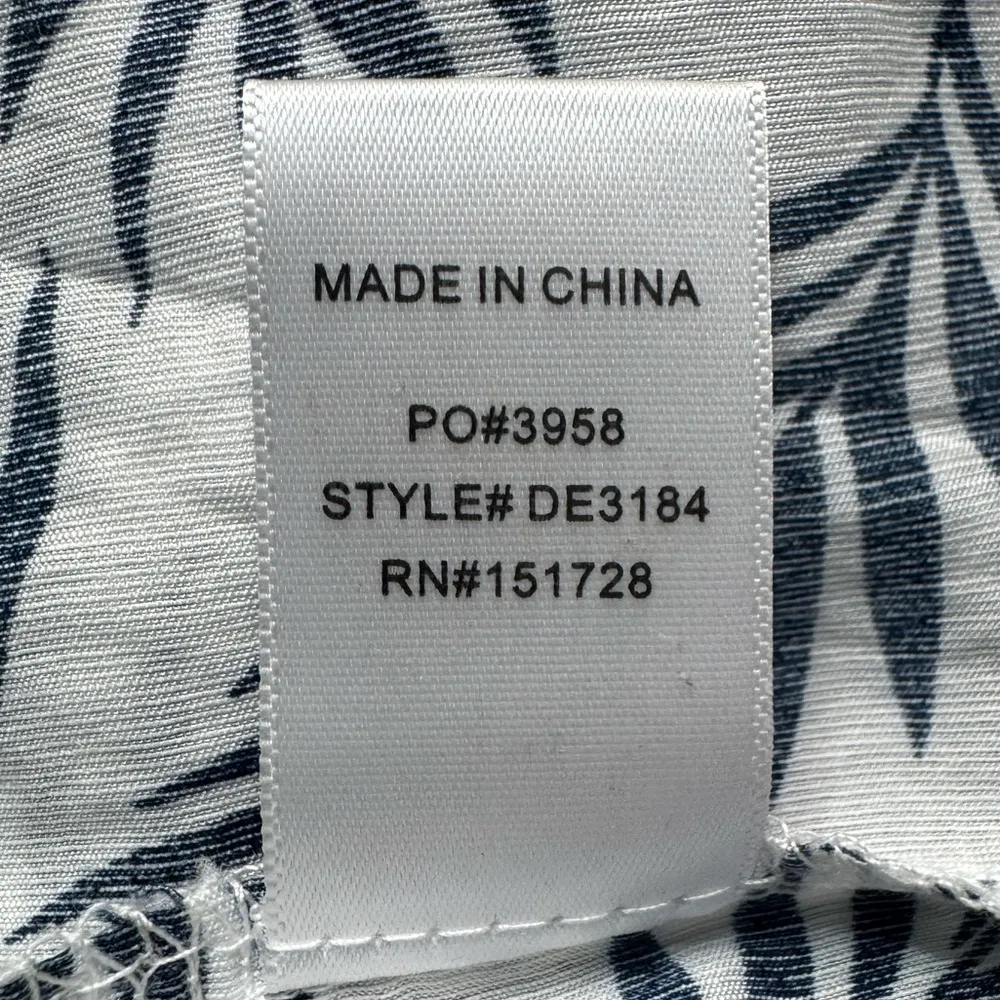 MADE IN CHINA
PO#3958
STYLE# DE3184
RN#151728